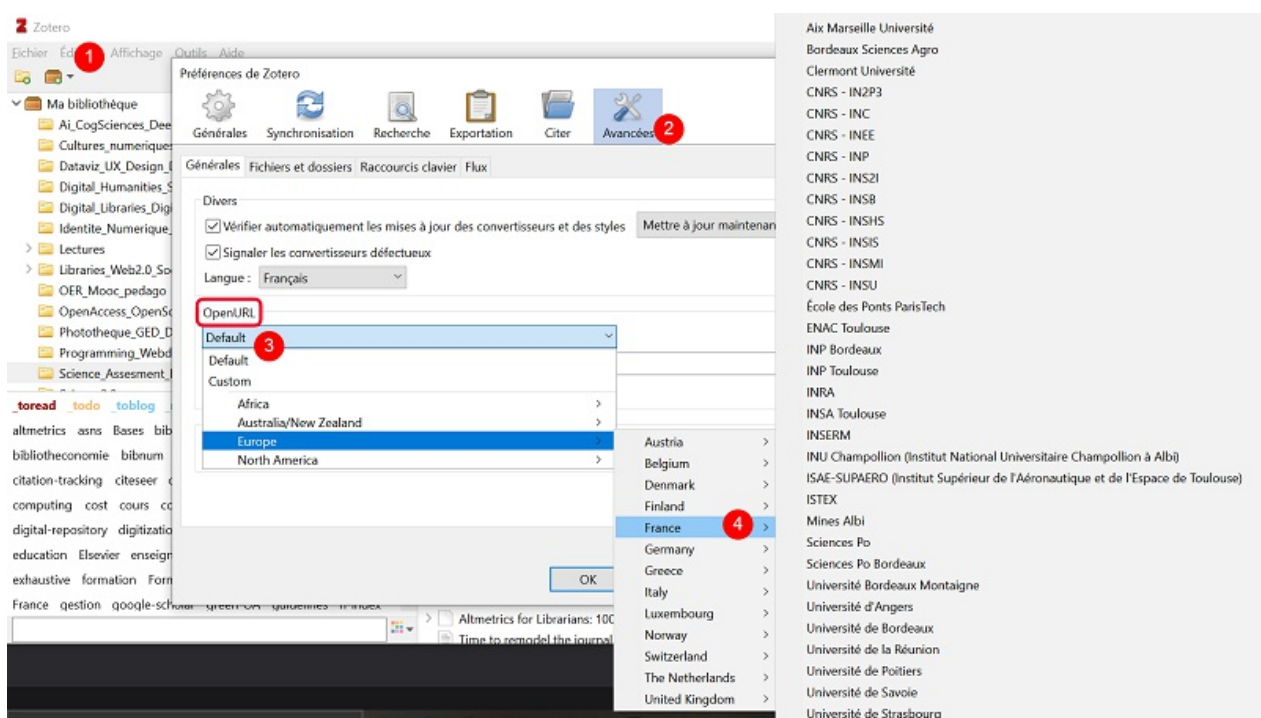 Zotero
Fichier Éd 1 Affichage Outils Aide
Ma bibliothèque
Ai_CogSciences_Dee
Cultures_numeriques
Dataviz_UX_Design_
Digital_Humanities_S
Digital_Libraries_Digi
Identite_Numerique_
Lectures
Libraries_Web2.0_So
OER_Mooc_pedago
OpenAccess_OpenSc
Phototheque_GED_D
Programming_Webd
Science_Assesment_
_toread _todo _toblog
altmetrics asns Bases bib
bibliotheconomie bibnum
citation-tracking citeseer
computing cost cours cc
digital-repository digitizatio
education Elsevier enseign
exhaustive formation Form
France gestion google-scholar green-OA guidelines h-index
Préférences de Zotero
Générales Synchronisation Recherche Exportation Citer Avancées 2
Générales Fichiers et dossiers Raccourcis clavier Flux
Divers
Vérifier automatiquement les mises à jour des convertisseurs et des styles Mettre à jour maintenan
Signaler les convertisseurs défectueux
Langue : Français
OpenURL
Default 3
Default
Custom
Africa
Australia/New Zealand
Europe
North America
OK
Altmetrics for Librarians: 100
Time to remodel the journal
Austria
Belgium
Denmark
Finland
France 4
Germany
Greece
Italy
Luxembourg
Norway
Switzerland
The Netherlands
United Kingdom
Aix Marseille Université
Bordeaux Sciences Agro
Clermont Université
CNRS - IN2P3
CNRS - INC
CNRS - INEE
CNRS - INP
CNRS - INS2I
CNRS - INSB
CNRS - INSHS
CNRS - INSIS
CNRS - INSMI
CNRS - INSU
École des Ponts ParisTech
ENAC Toulouse
INP Bordeaux
INP Toulouse
INRA
INSA Toulouse
INSERM
INU Champollion (Institut National Universitaire Champollion à Albi)
ISAE-SUPAERO (Institut Supérieur de l'Aéronautique et de l'Espace de Toulouse)
ISTEX
Mines Albi
Sciences Po
Sciences Po Bordeaux
Université Bordeaux Montaigne
Université d'Angers
Université de Bordeaux
Université de la Réunion
Université de Poitiers
Université de Savoie
Université de Strasbourg